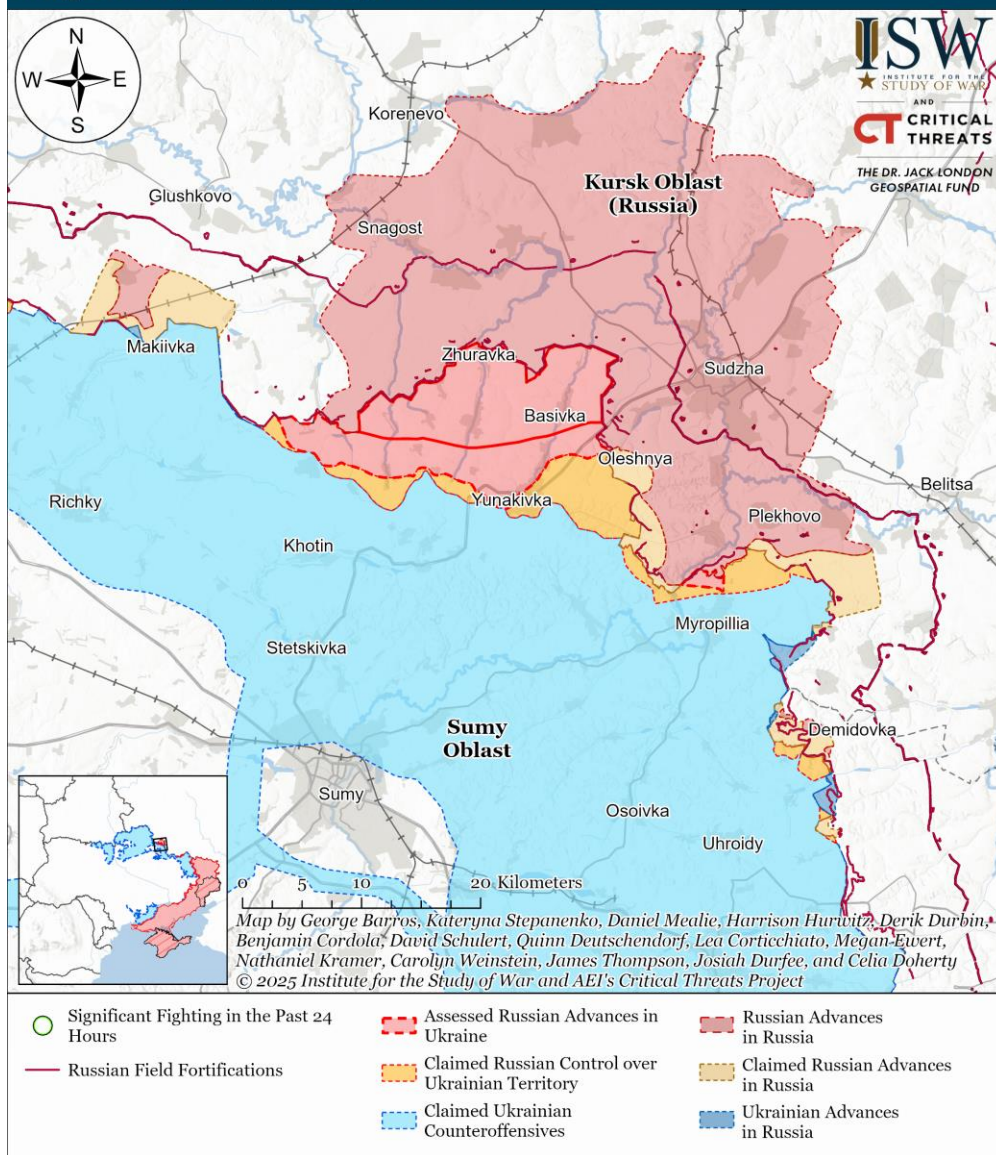 N
W E
S
ISW
INSTITUTE FOR THE
STUDY OF WAR
AND
CT CRITICAL
THREATS
THE DR. JACK LONDON
GEOSPATIAL FUND
Korenevo
Kursk Oblast
(Russia)
Glushkovo
Snagost
Makiivka
Zhuravka
Sudzha
Basivka
Oleshnya
Belitsa
Richky
Yunakivka
Plekhovo
Khotin
Myropillia
Stetskivka
Sumy
Oblast
Demidovka
Sumy
Osoivka
Uhroidy
0 5 10 20 Kilometers
Map by George Barros, Kateryna Stepanenko, Daniel Mealie, Harrison Hurwitz, Derik Durbin,
Benjamin Cordola, David Schulert, Quinn Deutschendorf, Lea Corticchiato, Megan Ewert,
Nathaniel Kramer, Carolyn Weinstein, James Thompson, Josiah Durfee, and Celia Doherty
© 2025 Institute for the Study of War and AEI's Critical Threats Project
Significant Fighting in the Past 24
Hours
Russian Field Fortifications
Assessed Russian Advances in
Ukraine
Claimed Russian Control over
Ukrainian Territory
Claimed Ukrainian
Counteroffensives
Russian Advances
in Russia
Claimed Russian Advances
in Russia
Ukrainian Advances
in Russia